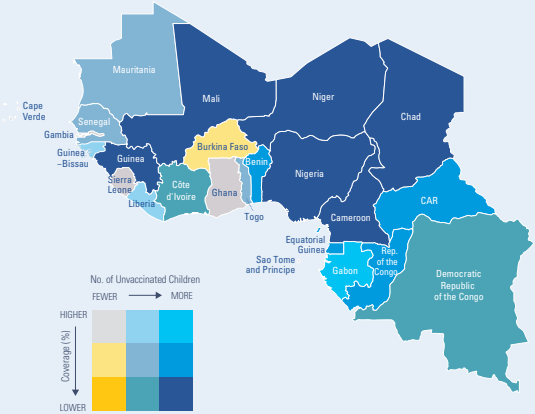 Mauritania
Mali
Niger
Chad
Cape
Verde
Senegal
Gambia
Guinea
–Bissau
Guinea
Sierra
Leone
Liberia
Côte
d'Ivoire
Burkina Faso
Ghana
Togo
Benin
Nigeria
Cameroon
CAR
Equatorial
Guinea
Sao Tome
and Principe
Gabon
Rep.
of the
Congo
Democratic
Republic
of the Congo
No. of Unvaccinated Children
FEWER
MORE
HIGHER
Coverage (%)
LOWER